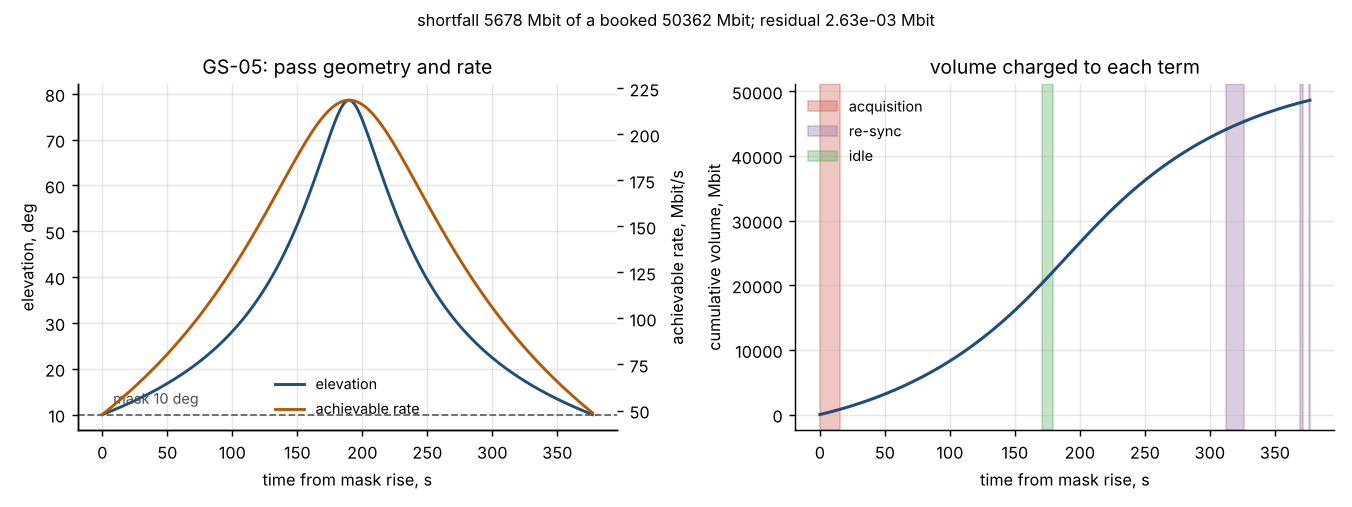 shortfall 5678 Mbit of a booked 50362 Mbit; residual 2.63e-03 Mbit
GS-05: pass geometry and rate
elevation, deg
80
70
60
50
40
30
20
10
mask 10 deg
elevation
achievable rate
225
200
175
150
125
100
75
50
achievable rate, Mbit/s
0 50 100 150 200 250 300 350
time from mask rise, s
volume charged to each term
cumulative volume, Mbit
50000
40000
30000
20000
10000
0
acquisition
re-sync
idle
0 50 100 150 200 250 300 350
time from mask rise, s